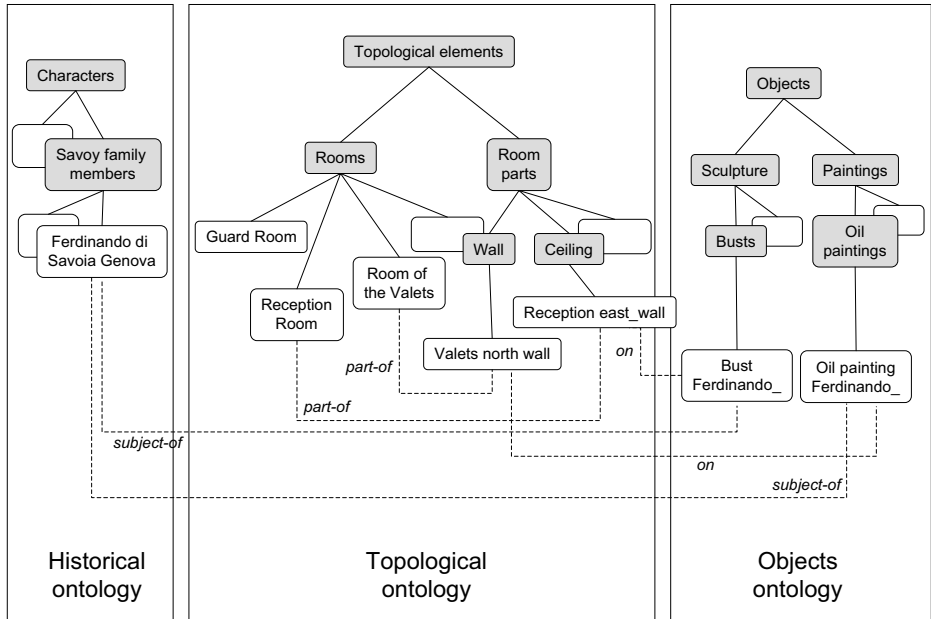 Characters
Savoy family
members
Ferdinando di
Savoia Genova
Historical
ontology
Topological elements
Rooms
Room
parts
Guard Room
Reception
Room
Room of
the Valets
Wall
Ceiling
Reception east_wall
Valets north wall
part-of
part-of
on
subject-of
Topological
ontology
Objects
Sculpture
Paintings
Busts
Oil
paintings
Bust
Ferdinando_
Oil painting
Ferdinando_
on
subject-of
Objects
ontology